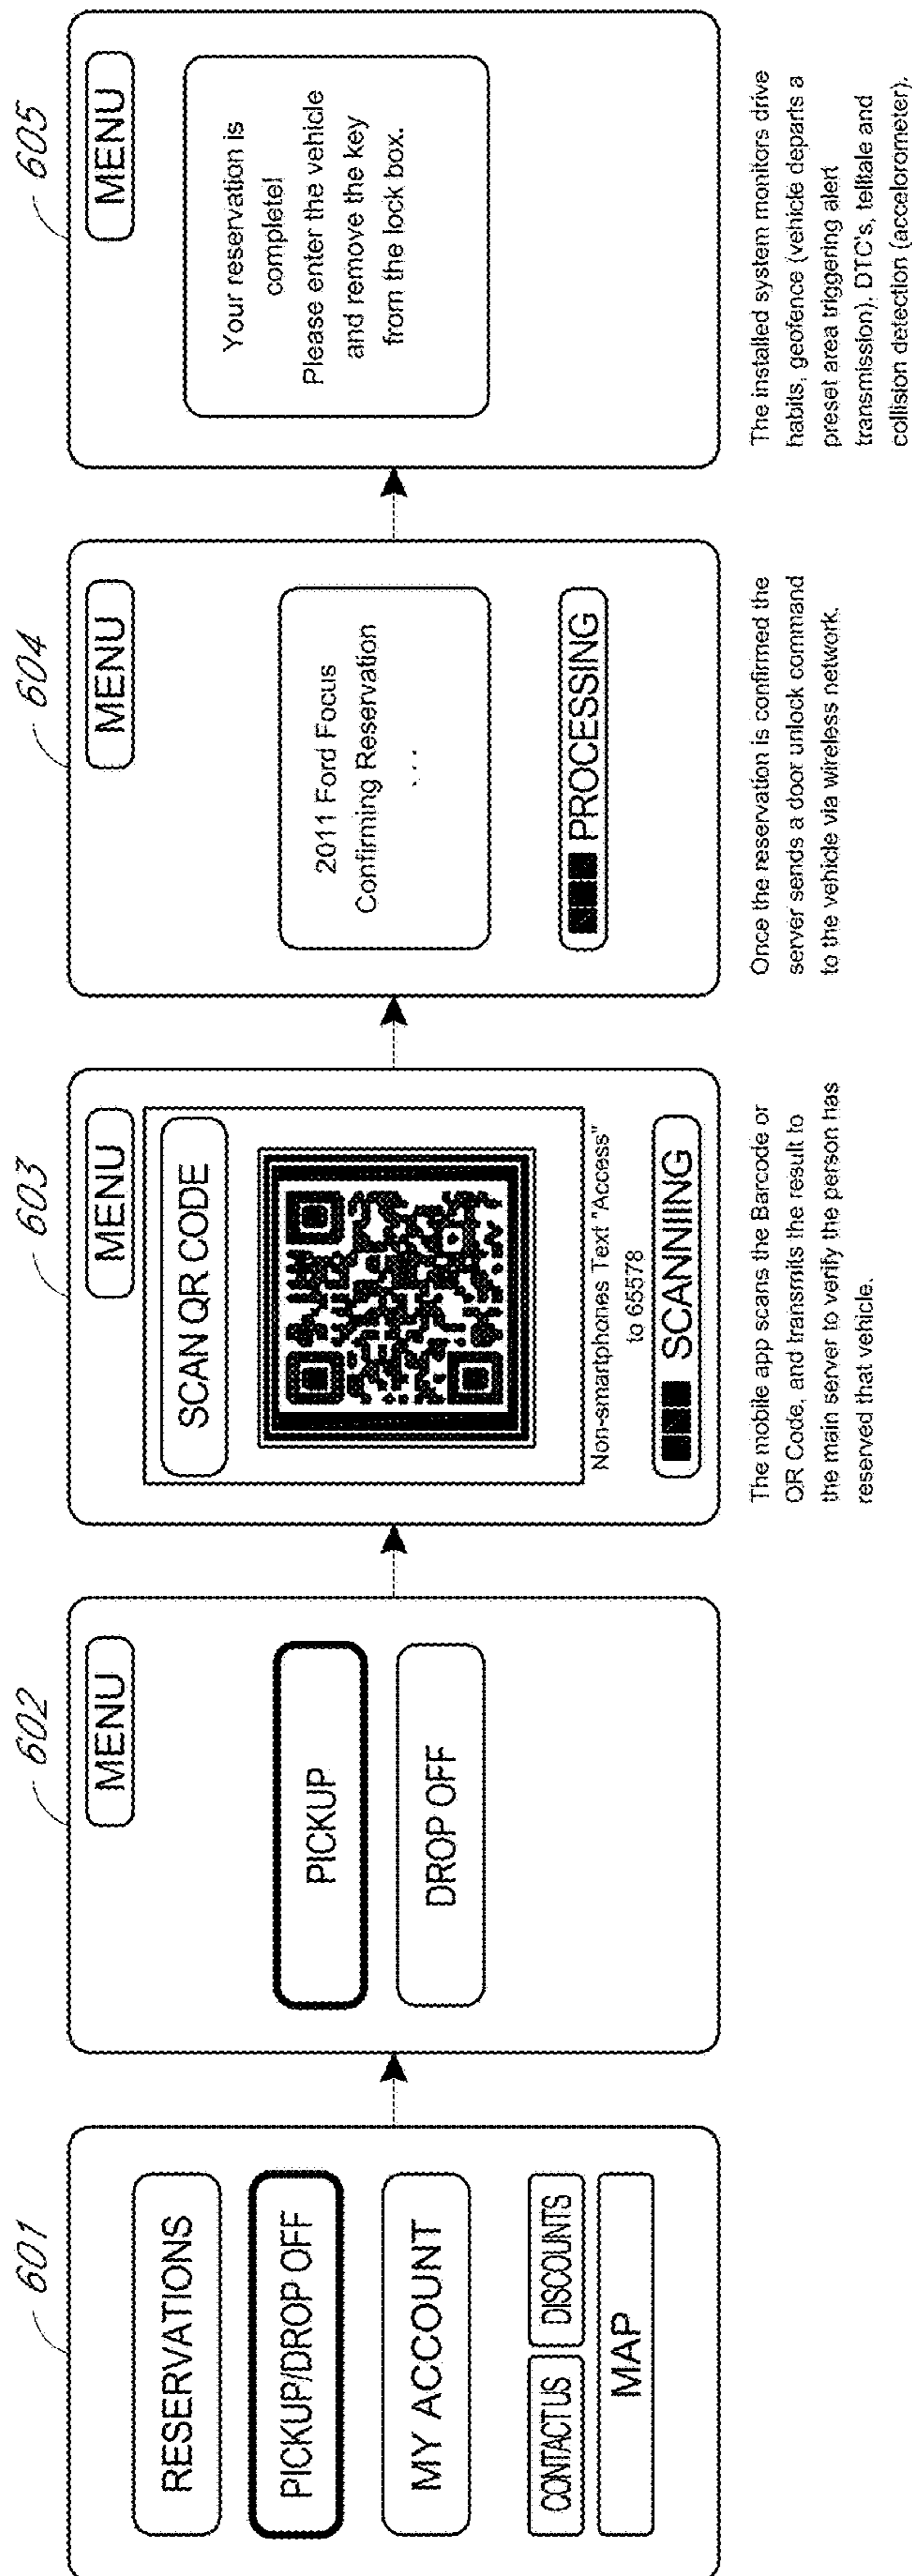 601
RESERVATIONS
PICKUP/DROP OFF
MY ACCOUNT
CONTACT US
DISCOUNTS
MAP
602
MENU
PICKUP
DROP OFF
603
MENU
SCAN QR CODE
Non-smartphones Text "Access"
to 65578
SCANNIING
The mobile app scans the Barcode or
QR Code, and transmits the result to
the main server to verify the person has
reserved that vehicle.
604
MENU
2011 Ford Focus
Confirming Reservation
...
PROCESSING
Once the reservation is confirmed the
server sends a door unlock command
to the vehicle via wireless network.
605
MENU
Your reservation is
complete!
Please enter the vehicle
and remove the key
from the lock box.
The installed system monitors drive
habits, geofence (vehicle departs a
preset area triggering alert
transmission), DTC's, telltale and
collision detection (accelorometer).